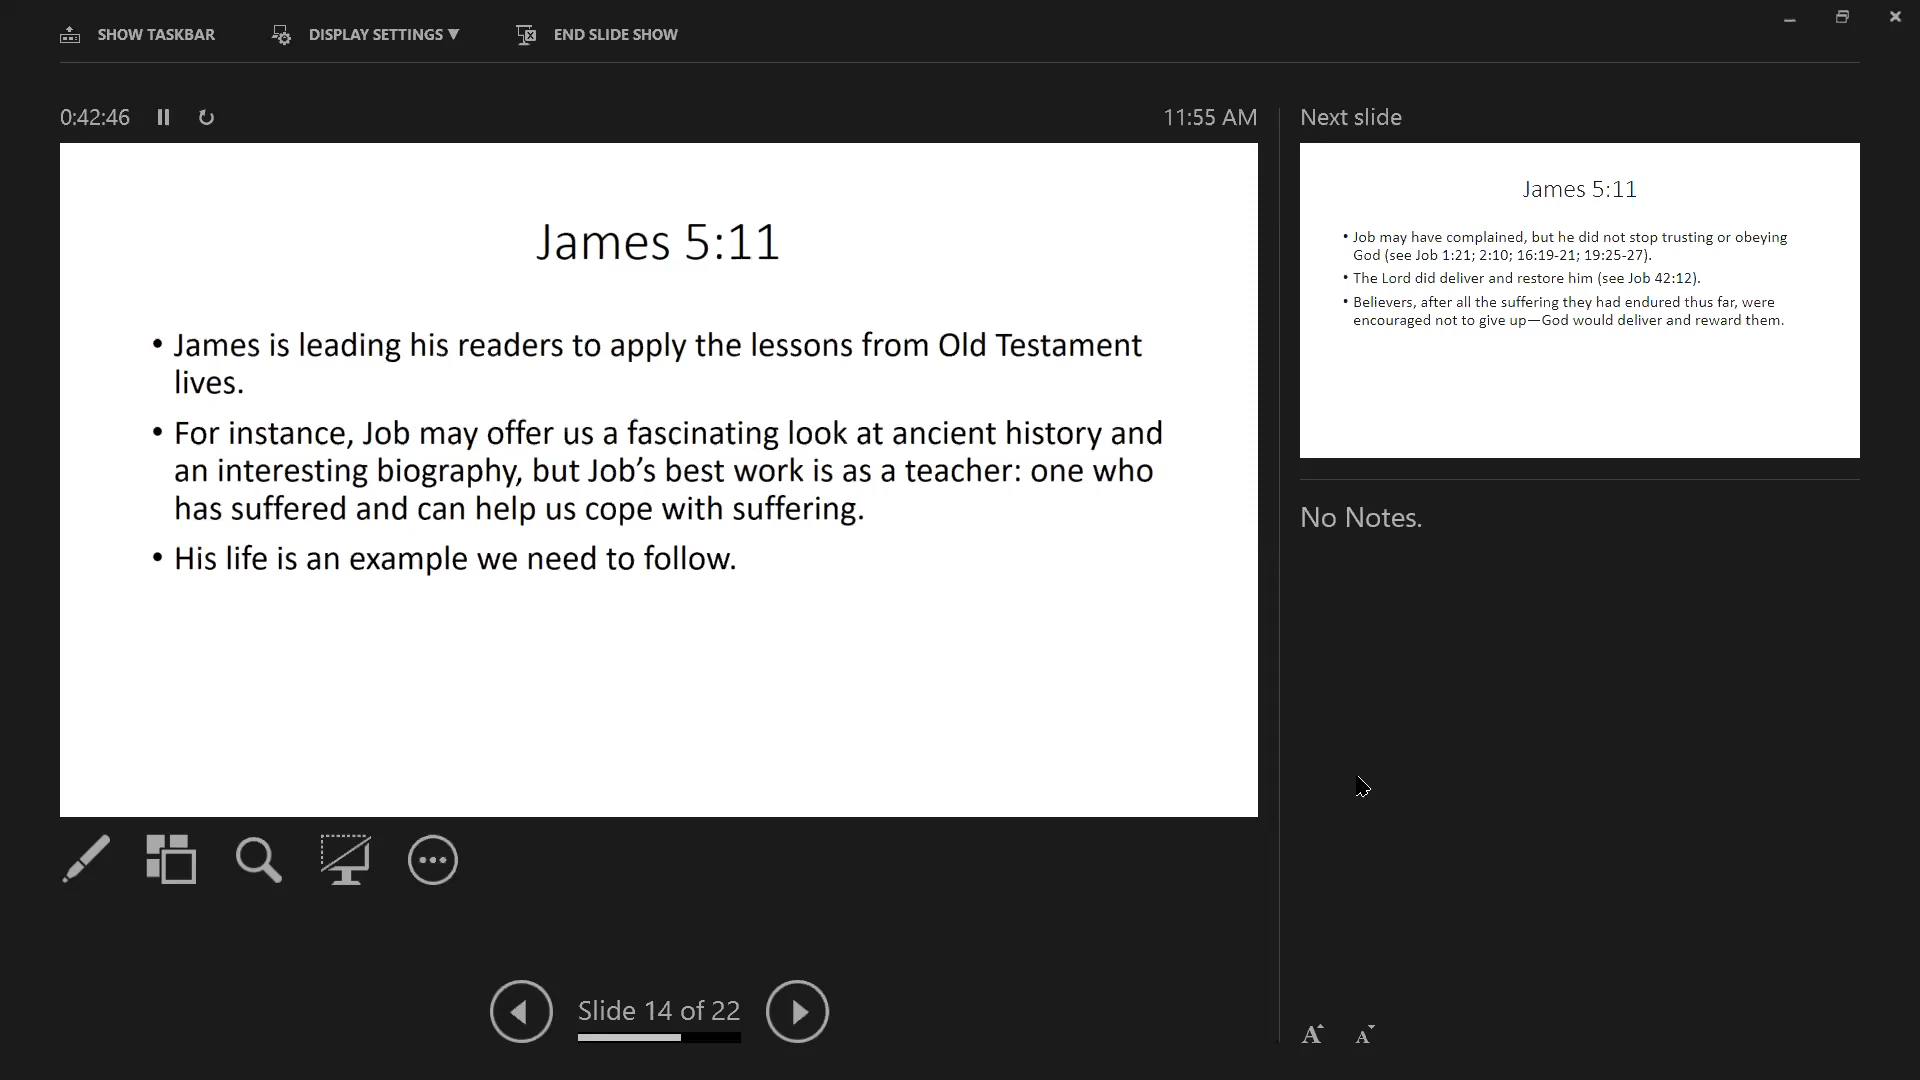 SHOW TASKBAR
DISPLAY SETTINGS ▼
END SLIDE SHOW
0:42:46
11:55 AM
James 5:11
• James is leading his readers to apply the lessons from Old Testament
lives.
• For instance, Job may offer us a fascinating look at ancient history and
an interesting biography, but Job’s best work is as a teacher: one who
has suffered and can help us cope with suffering.
• His life is an example we need to follow.
Slide 14 of 22
Next slide
James 5:11
• Job may have complained, but he did not stop trusting or obeying
God (see Job 1:21; 2:10; 16:19-21; 19:25-27).
• The Lord did deliver and restore him (see Job 42:12).
• Believers, after all the suffering they had endured thus far, were
encouraged not to give up—God would deliver and reward them.
No Notes.
A A